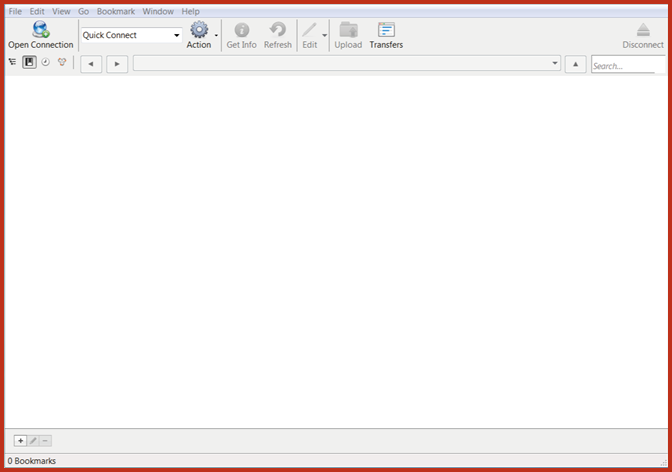 File Edit View Go Bookmark Window Help
Open Connection Quick Connect Action Get Info Refresh Edit Upload Transfers Disconnect
Search...
0 Bookmarks